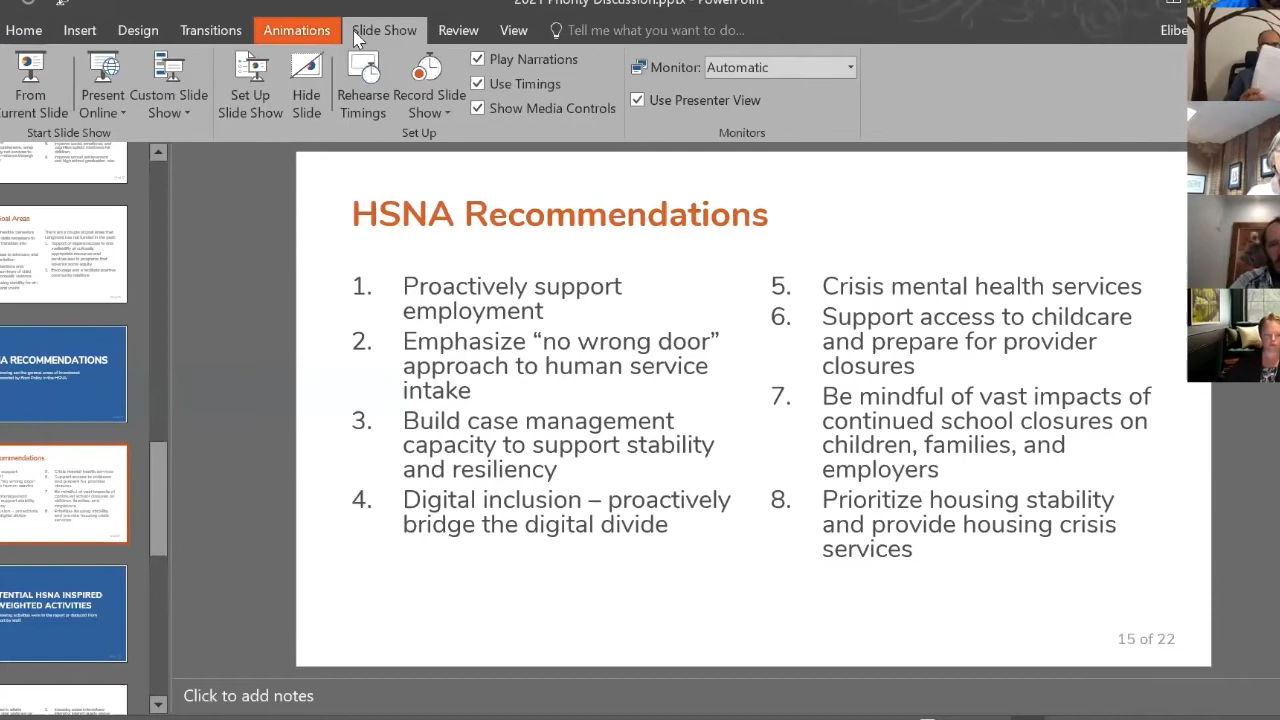 2021 Priority Discussion.pptx - PowerPoint
Home Insert Design Transitions Animations Slide Show Review View Tell me what you want to do...
From
Current Slide
Present
Online
Custom Slide
Show
Set Up
Slide Show
Hide
Slide
Rehearse
Timings
Record Slide
Show
Play Narrations
Use Timings
Show Media Controls
Monitor: Automatic
Use Presenter View
Start Slide Show
Set Up
Monitors
Goal Areas
RECOMMENDATIONS
HSNA INSPIRED
WEIGHTED ACTIVITIES
HSNA Recommendations
1. Proactively support
employment
2. Emphasize “no wrong door”
approach to human service
intake
3. Build case management
capacity to support stability
and resiliency
4. Digital inclusion – proactively
bridge the digital divide
5. Crisis mental health services
6. Support access to childcare
and prepare for provider
closures
7. Be mindful of vast impacts of
continued school closures on
children, families, and
employers
8. Prioritize housing stability
and provide housing crisis
services
15 of 22
Click to add notes